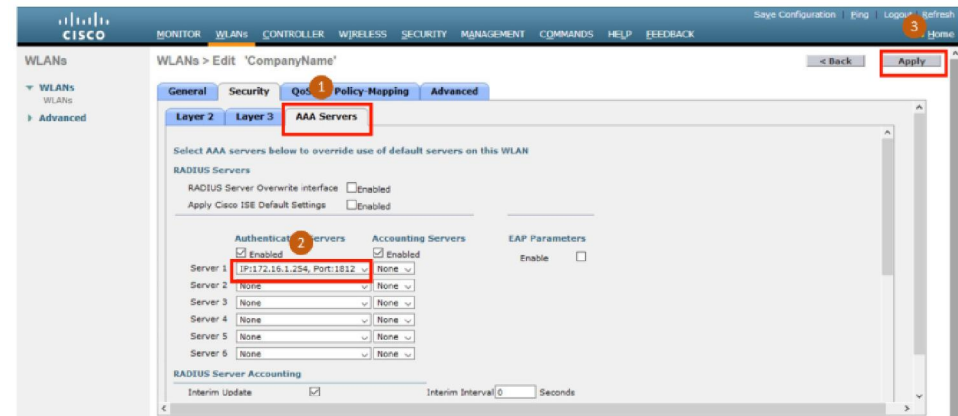 Save Configuration Ping Logout Refresh
CISCO MONITOR WLANs CONTROLLER WIRELESS SECURITY MANAGEMENT COMMANDS HELP FEEDBACK 3 Home
WLANs WLANs > Edit 'CompanyName' < Back Apply
WLANs
WLANs
Advanced
General Security QoS 1 Policy-Mapping Advanced
Layer 2 Layer 3 AAA Servers
Select AAA servers below to override use of default servers on this WLAN
RADIUS Servers
RADIUS Server Overwrite interface Enabled
Apply Cisco ISE Default Settings Enabled
Authentication Servers Accounting Servers EAP Parameters
2 Enabled Enabled Enable
Server 1 IP:172.16.1.254, Port:1812 None
Server 2 None None
Server 3 None None
Server 4 None None
Server 5 None None
Server 6 None None
RADIUS Server Accounting
Interim Update Interim Interval 0 Seconds